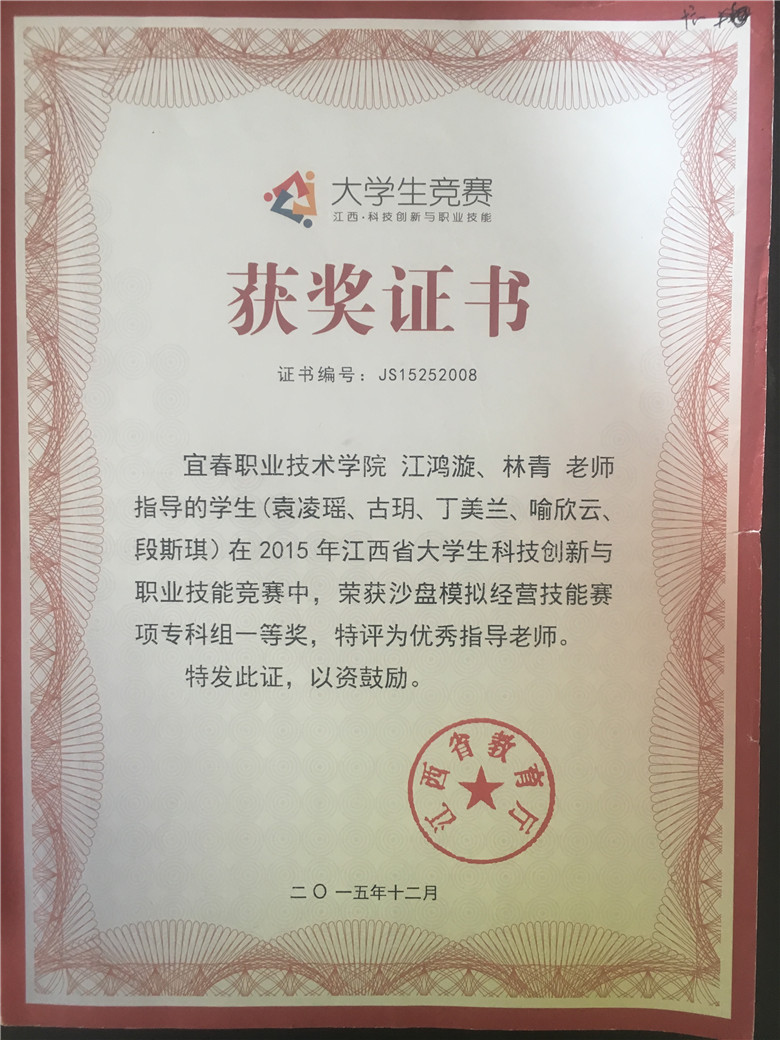 大学生竞赛
江西·科技创新与职业技能
获奖证书
证书编号：JS15252008
宜春职业技术学院 江鸿漩、林青 老师
指导的学生（袁凌瑶、古玥、丁美兰、喻欣云、
段斯琪）在2015年江西省大学生科技创新与
职业技能竞赛中，荣获沙盘模拟经营技能赛
项专科组一等奖，特评为优秀指导老师。
特发此证，以资鼓励。
江西省教育厅
二〇一五年十二月